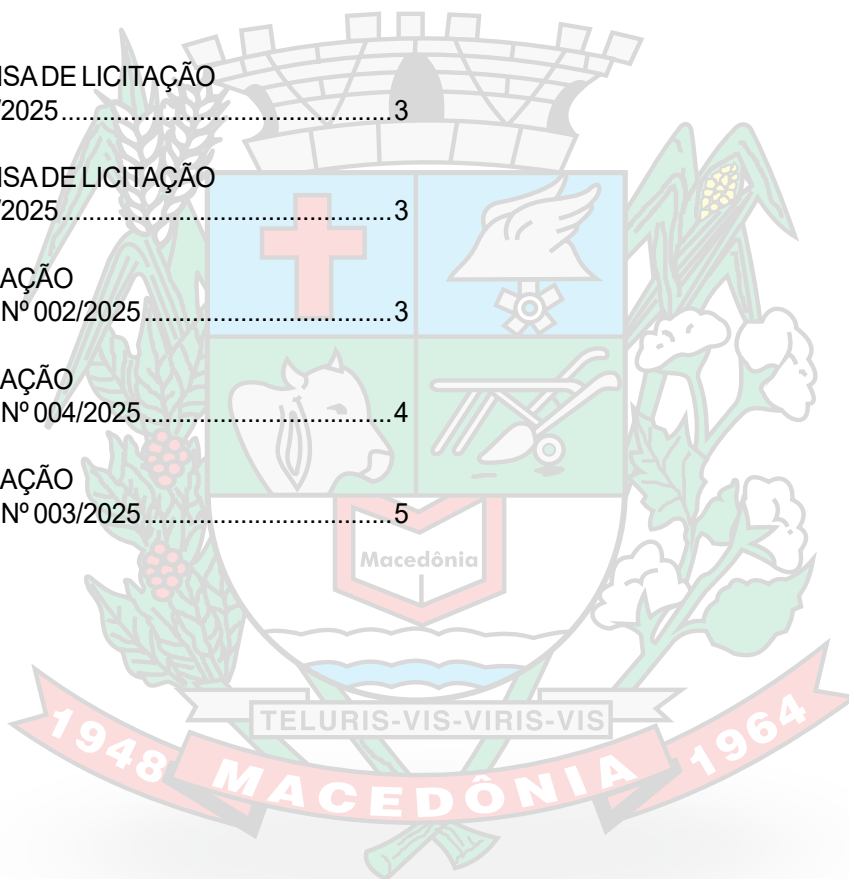 ISA DE LICITAÇÃO
/2025................................................3
ISA DE LICITAÇÃO
/2025................................................3
AÇÃO
Nº 002/2025....................................3
AÇÃO
Nº 004/2025....................................4
AÇÃO
Nº 003/2025....................................5
Macedônia
TELURIS-VIS-VIRIS-VIS
1948 MACEDÔNIA 1964